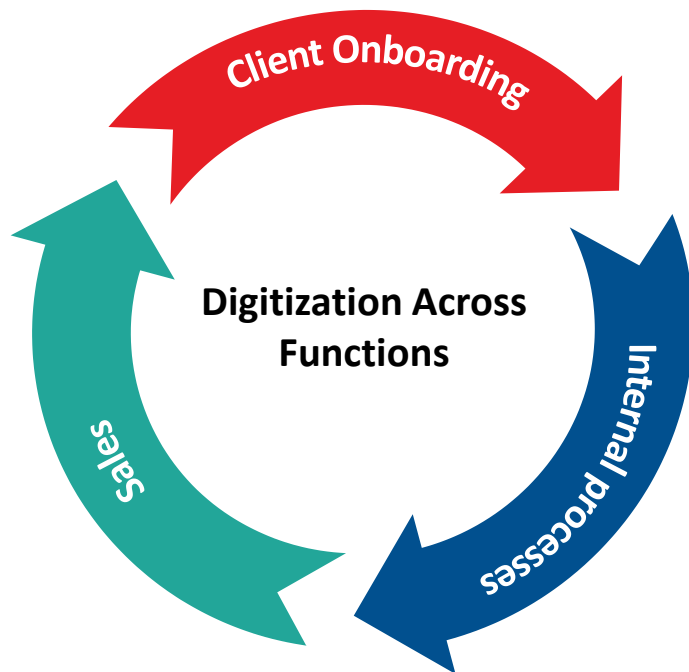 Client Onboarding
Digitization Across
Functions
Internal processes
Sales